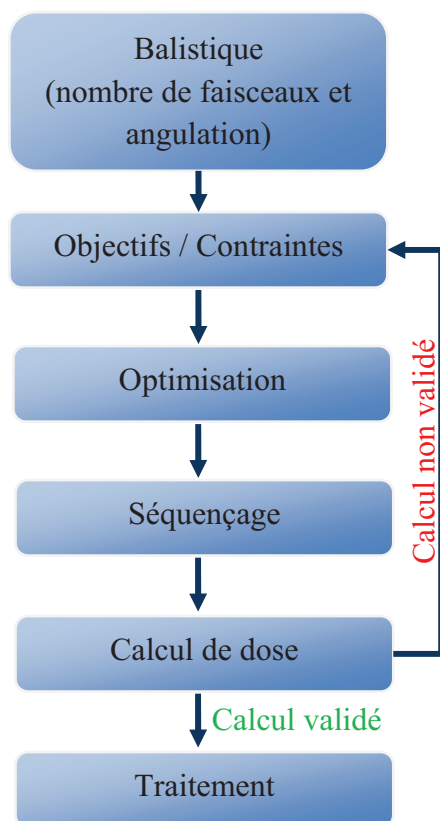 Balistique
(nombre de faisceaux et
angulation)
Objectifs / Contraintes
Optimisation
Séquençage
Calcul de dose
Calcul non validé
Calcul validé
Traitement